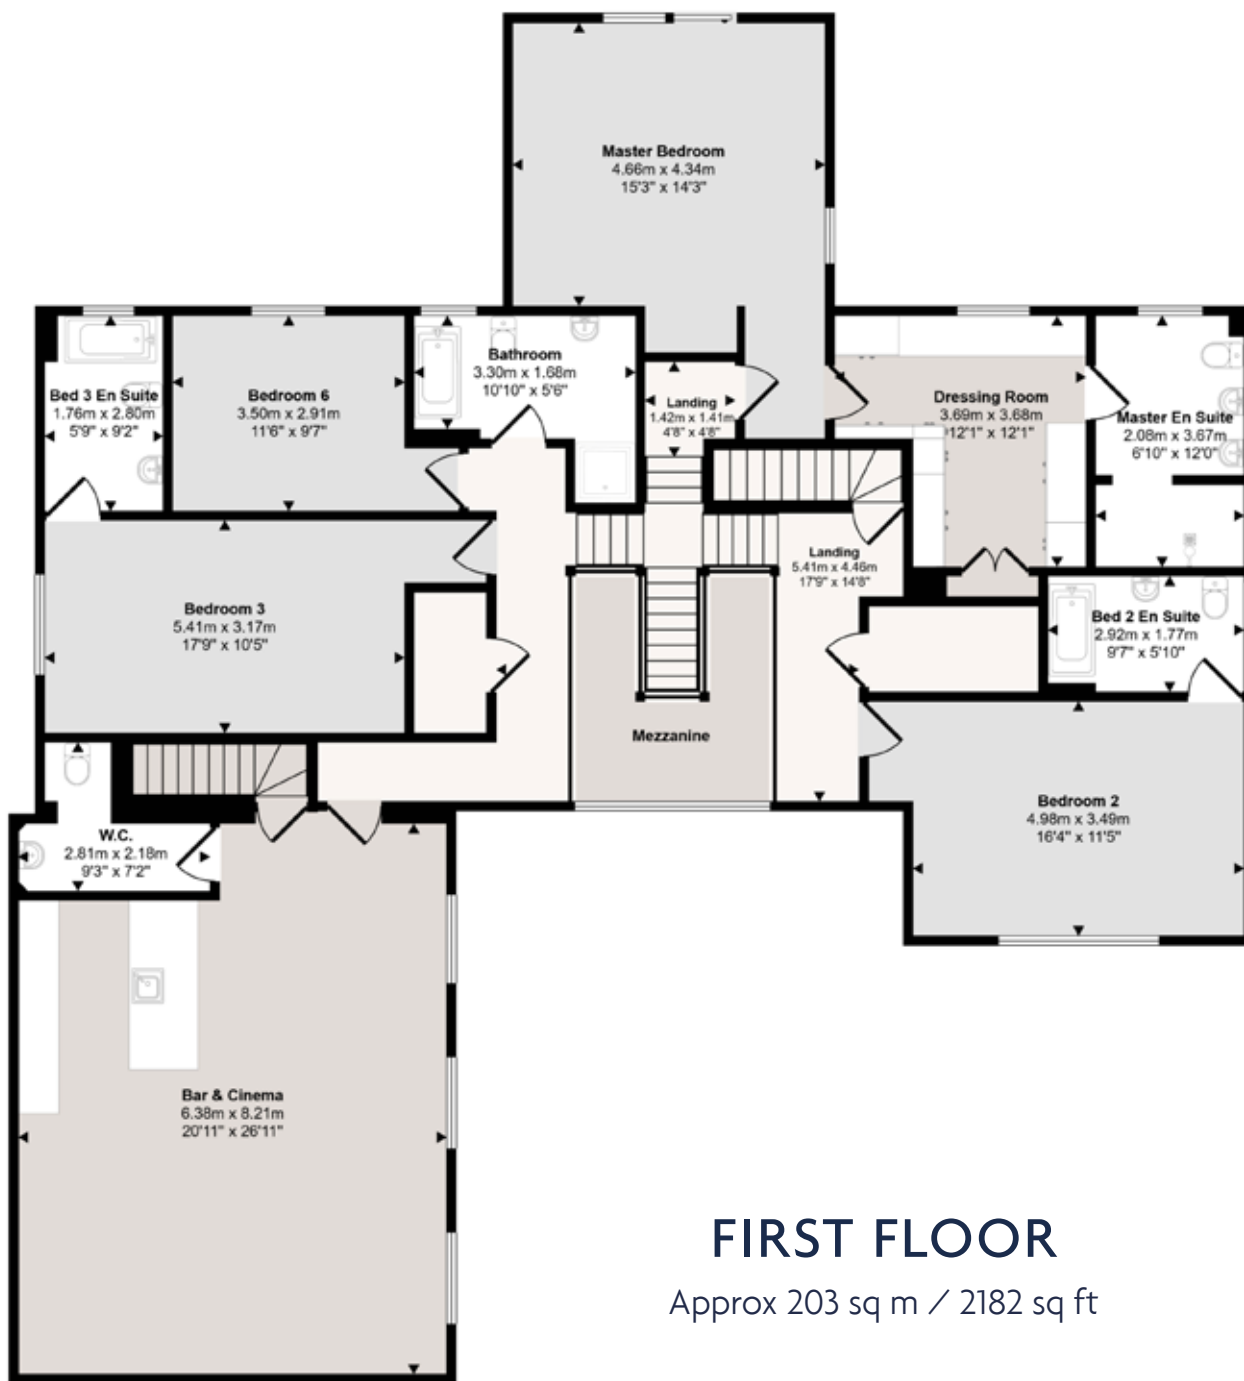 Master Bedroom
4.66m x 4.34m
15'3" x 14'3"
Bed 3 En Suite
1.76m x 2.80m
5'9" x 9'2"
Bedroom 6
3.50m x 2.91m
11'6" x 9'7"
Bathroom
3.30m x 1.68m
10'10" x 5'6"
Landing
1.42m x 1.41m
4'8" x 4'8"
Dressing Room
3.69m x 3.68m
12'1" x 12'1"
Master En Suite
2.08m x 3.67m
6'10" x 12'0"
Bedroom 3
5.41m x 3.17m
17'9" x 10'5"
Landing
5.41m x 4.46m
17'9" x 14'8"
Bed 2 En Suite
2.92m x 1.77m
9'7" x 5'10"
Mezzanine
W.C.
2.81m x 2.18m
9'3" x 7'2"
Bedroom 2
4.98m x 3.49m
16'4" x 11'5"
Bar & Cinema
6.38m x 8.21m
20'11" x 26'11"
FIRST FLOOR
Approx 203 sq m / 2182 sq ft